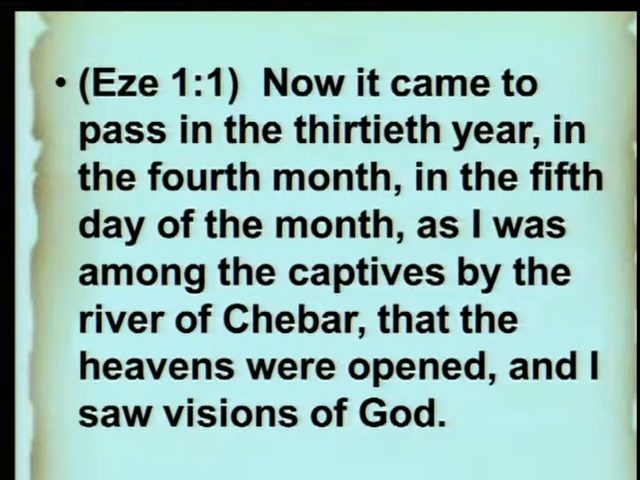 • (Eze 1:1)  Now it came to
pass in the thirtieth year, in
the fourth month, in the fifth
day of the month, as I was
among the captives by the
river of Chebar, that the
heavens were opened, and I
saw visions of God.